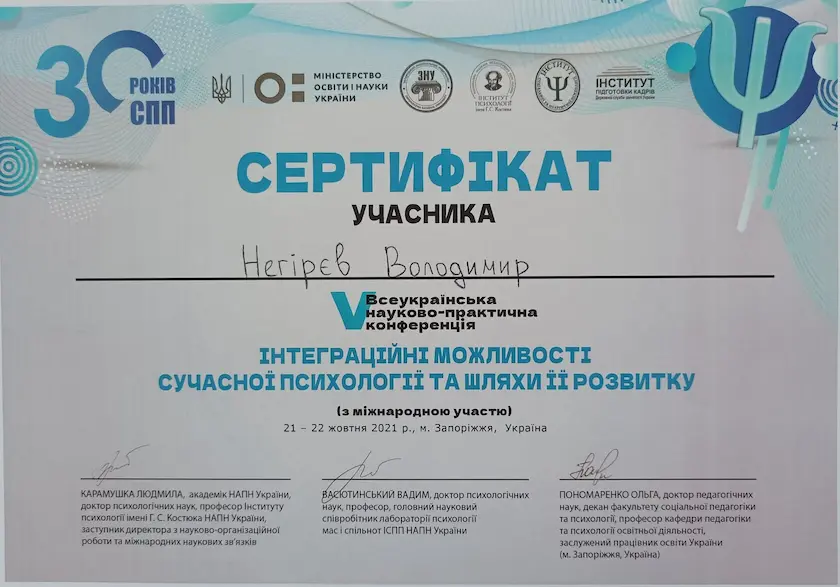 30 РОКІВ
СПП
МІНІСТЕРСТВО
ОСВІТИ І НАУКИ
УКРАЇНИ
ЗНУ
ІНСТИТУТ
ПСИХОЛОГІЇ
імені Г.С. Костюка
ІНСТИТУТ
ІНСТИТУТ
ПІДГОТОВКИ КАДРІВ
СЕРТИФІКАТ
УЧАСНИКА
Негірєв Володимир
V Всеукраїнська
науково-практична
конференція
ІНТЕГРАЦІЙНІ МОЖЛИВОСТІ
СУЧАСНОЇ ПСИХОЛОГІЇ ТА ШЛЯХИ ЇЇ РОЗВИТКУ
(з міжнародною участю)
21 – 22 жовтня 2021 р., м. Запоріжжя, Україна
КАРАМУШКА ЛЮДМИЛА, академік НАПН України,
доктор психологічних наук, професор Інституту
психології імені Г. С. Костюка НАПН України,
заступник директора з науково-організаційної
роботи та міжнародних наукових зв'язків
ВАСЮТИНСЬКИЙ ВАДИМ, доктор психологічних
наук, професор, головний науковий
співробітник лабораторії психології
мас і спільнот ІСПП НАПН України
ПОНОМАРЕНКО ОЛЬГА, доктор педагогічних
наук, декан факультету соціальної педагогіки
та психології, професор кафедри педагогіки
та психології освітньої діяльності,
заслужений працівник освіти України
(м. Запоріжжя, Україна)